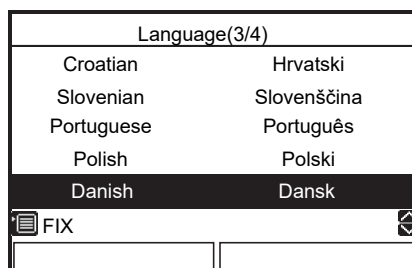 Language(3/4)
Croatian Hrvatski
Slovenian Slovenščina
Portuguese Português
Polish Polski
Danish Dansk
FIX